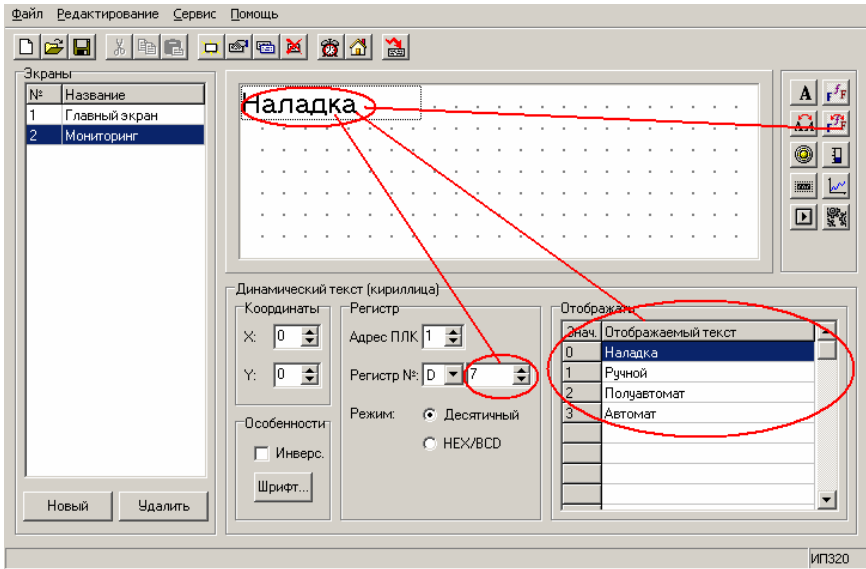 Файл Редактирование Сервис Помощь
Экраны
№ Название
1 Главный экран
2 Мониторинг
Новый Удалить
Наладка
A
Динамический текст (кириллица)
Координаты
X: 0
Y: 0
Особенности
Инверс.
Шрифт...
Регистр
Адрес ПЛК 1
Регистр №: D 7
Режим: Десятичный
HEX/BCD
Отображать
Знач. Отображаемый текст
0 Наладка
1 Ручной
2 Полуавтомат
3 Автомат
ИП320